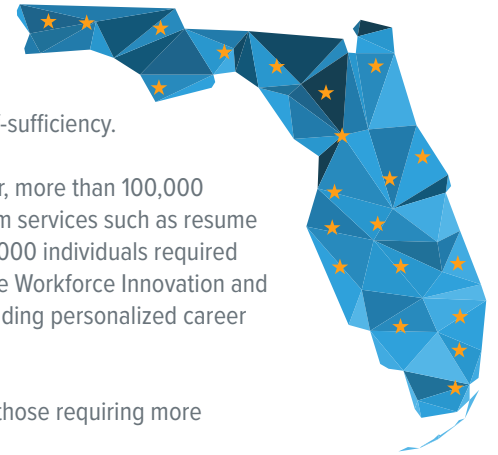 -sufficiency.
, more than 100,000
m services such as resume
000 individuals required
e Workforce Innovation and
ding personalized career
those requiring more